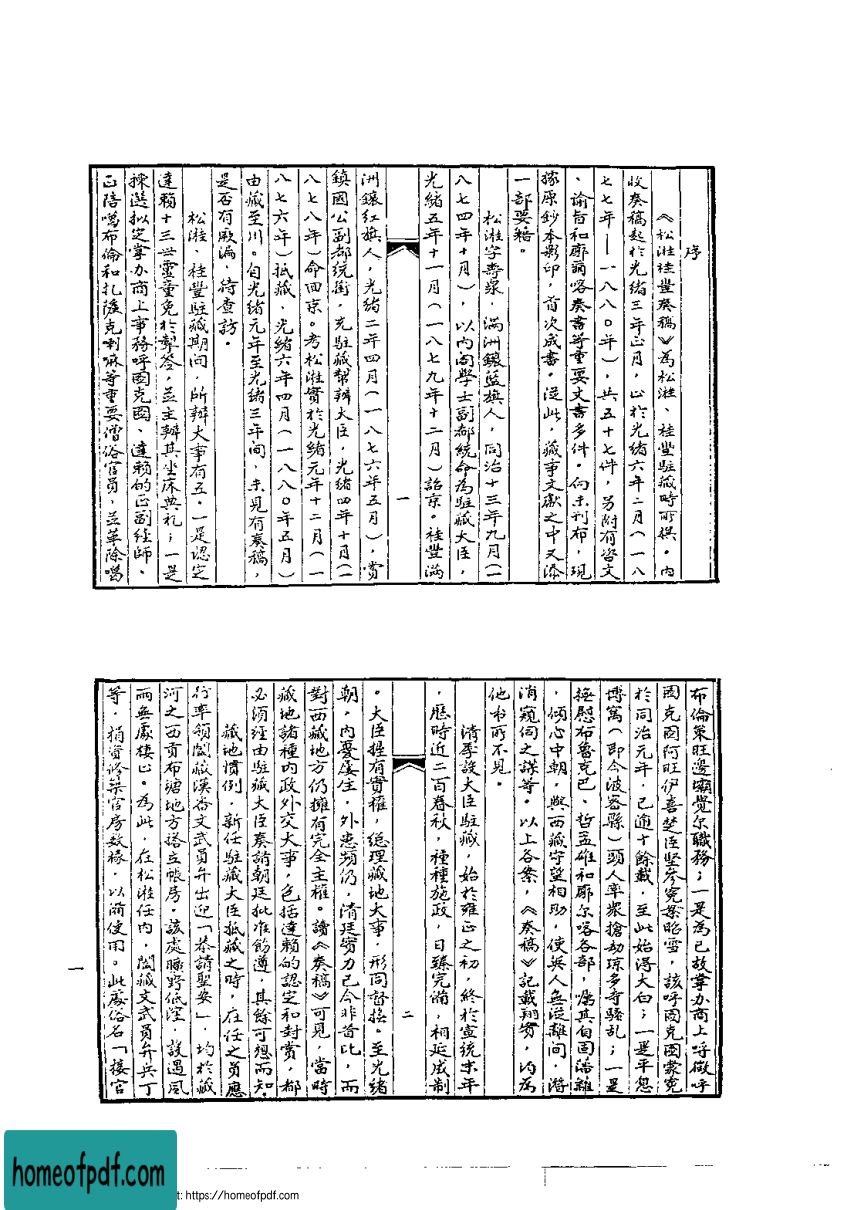 序
《松溎桂豐奏稿》為松溎、桂豐駐藏時所撰。內
收奏稿起於光緒三年正月，止於光緒六年二月（一八
七七年——一八八〇年），共五十七件，另附有咨文
、諭旨和廓爾喀奏書等重要文書多件。向未刊布，現
據原鈔本影印，首次成書。從此，藏事文獻之中又添
一部要籍。
松溎字壽泉，滿洲鑲藍旗人，同治十三年九月（一
八七四年十月），以內閣學士副都統命為駐藏大臣，
光緒五年十一月（一八七九年十二月）詔京。桂豐滿
一
洲鑲紅旗人，光緒二年四月（一八七六年五月），賞
鎮國公副都統銜，充駐藏幫辦大臣，光緒四年十月（一
八七八年）命回京。考松溎實於光緒元年十二月（一
八七六年）抵藏，光緒六年四月（一八八〇年五月）
由藏至川。自光緒元年至光緒三年間，未見有奏稿，
是否有厥漏，待查訪。
松溎、桂豐駐藏期間，所辦大事有五。一是認定
達賴十三世靈童免於掣簽，並主辦其坐床典禮；一是
採選拟定掌办商上事務呼圖克圖、達賴的正副經師、
正陪噶布倫和扎薩克喇嘛等重要僧俗官員，並革除噶
布倫策旺邊壩覺尔職務；一是為已故掌办商上呼徵呼
圖克圖阿旺伊喜楚臣堅參冤案昭雪，該呼圖克圖蒙冤
於同治元年，已逾十餘載，至此始得大白；一是平息
博窩（即今波密縣）頭人率眾搶劫琼多寺騷乱；一是
撫慰布魯克巴、哲孟雄和廓尔喀各部，囑其自固藩籬
，傾心中朝，與西藏守望相助，使英人無從離間，潛
消窺伺之謀等。以上各案，《奏稿》記載翔實，均為
他书所不見。
清季設大臣駐藏，始於雍正之初，終於宣統末年
，歷時近二百春秋，種種施政，日臻完備，相延成制
二
。大臣握有實權，總理藏地大事，形同督撫。至光緒
朝，內憂屢生，外患頻仍，清廷實力已今非昔比，而
對西藏地方仍擁有完全主權。讀《奏稿》可見，當時
藏地諸種內政外交大事，包括達賴的認定和封賞，都
必須經由駐藏大臣奏請朝廷批准飭遵，其餘可想而知。
藏地慣例，新任駐藏大臣抵藏之時，在任之員應
行率領閤藏漢番文武員弁出迎「恭請聖安」，均於藏
河之西貢布塘地方搭立帳房，該處曠野低洼，設遇風
雨無處棲止。為此，在松溎任內，閤藏文武員弁兵丁
等，捐資修築官房数椽，以備使用。此處俗名「接官
一
homeofpdf.com
t: https://homeofpdf.com